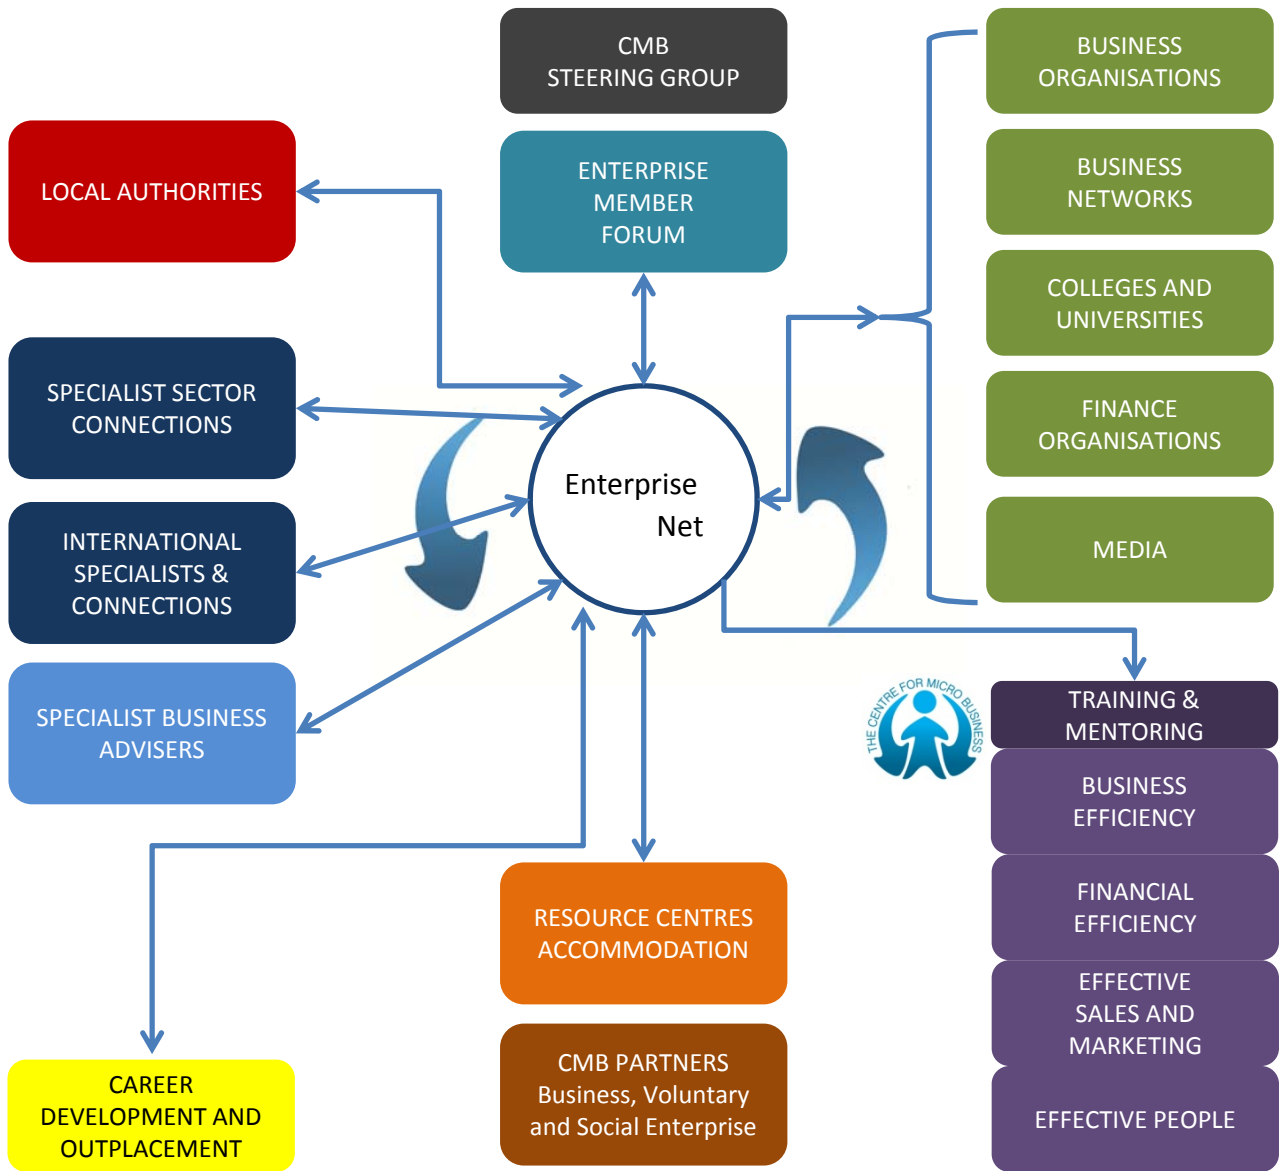 CMB
STEERING GROUP
BUSINESS
ORGANISATIONS
LOCAL AUTHORITIES
ENTERPRISE
MEMBER
FORUM
BUSINESS
NETWORKS
COLLEGES AND
UNIVERSITIES
SPECIALIST SECTOR
CONNECTIONS
FINANCE
ORGANISATIONS
Enterprise
Net
INTERNATIONAL
SPECIALISTS &
CONNECTIONS
MEDIA
SPECIALIST BUSINESS
ADVISERS
THE CENTRE FOR MICRO BUSINESS
TRAINING &
MENTORING
BUSINESS
EFFICIENCY
RESOURCE CENTRES
ACCOMMODATION
FINANCIAL
EFFICIENCY
EFFECTIVE
SALES AND
MARKETING
CAREER
DEVELOPMENT AND
OUTPLACEMENT
CMB PARTNERS
Business, Voluntary
and Social Enterprise
EFFECTIVE PEOPLE